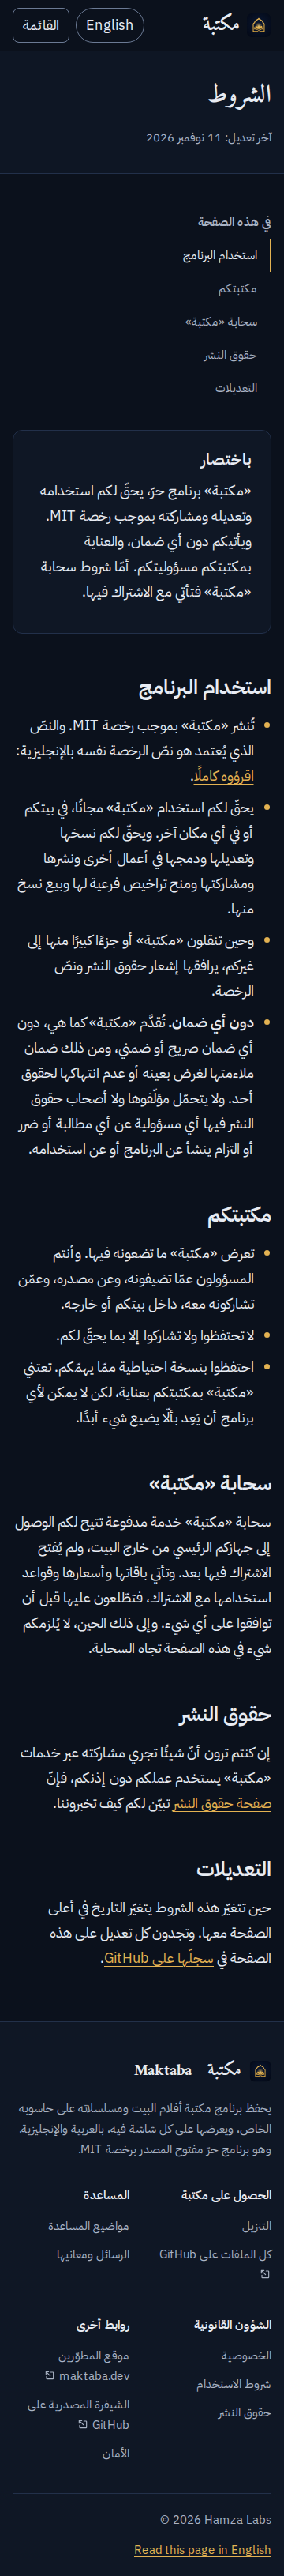 مكتبة
English
القائمة
الشروط
آخر تعديل: 11 نوفمبر 2026
في هذه الصفحة
استخدام البرنامج
مكتبتكم
سحابة «مكتبة»
حقوق النشر
التعديلات
باختصار
«مكتبة» برنامج حرّ، يحقّ لكم استخدامه
وتعديله ومشاركته بموجب رخصة MIT.
ويأتيكم دون أي ضمان، والعناية
بمكتبتكم مسؤوليتكم. أمّا شروط سحابة
«مكتبة» فتأتي مع الاشتراك فيها.
استخدام البرنامج
تُنشر «مكتبة» بموجب رخصة MIT. والنصّ
الذي يُعتمد هو نصّ الرخصة نفسه بالإنجليزية:
اقرؤوه كاملًا.
يحقّ لكم استخدام «مكتبة» مجانًا، في بيتكم
أو في أي مكان آخر. ويحقّ لكم نسخها
وتعديلها ودمجها في أعمال أخرى ونشرها
ومشاركتها ومنح تراخيص فرعية لها وبيع نسخ
منها.
وحين تنقلون «مكتبة» أو جزءًا كبيرًا منها إلى
غيركم، يرافقها إشعار حقوق النشر ونصّ
الرخصة.
دون أي ضمان. تُقدَّم «مكتبة» كما هي، دون
أي ضمان صريح أو ضمني، ومن ذلك ضمان
ملاءمتها لغرض بعينه أو عدم انتهاكها لحقوق
أحد. ولا يتحمّل مؤلّفوها ولا أصحاب حقوق
النشر فيها أي مسؤولية عن أي مطالبة أو ضرر
أو التزام ينشأ عن البرنامج أو عن استخدامه.
مكتبتكم
تعرض «مكتبة» ما تضعونه فيها. وأنتم
المسؤولون عمّا تضيفونه، وعن مصدره، وعمّن
تشاركونه معه، داخل بيتكم أو خارجه.
لا تحتفظوا ولا تشاركوا إلا بما يحقّ لكم.
احتفظوا بنسخة احتياطية ممّا يهمّكم. تعتني
«مكتبة» بمكتبتكم بعناية، لكن لا يمكن لأي
برنامج أن يَعِد بألّا يضيع شيء أبدًا.
سحابة «مكتبة»
سحابة «مكتبة» خدمة مدفوعة تتيح لكم الوصول
إلى جهازكم الرئيسي من خارج البيت، ولم يُفتح
الاشتراك فيها بعد. وتأتي باقاتها وأسعارها وقواعد
استخدامها مع الاشتراك، فتطّلعون عليها قبل أن
توافقوا على أي شيء. وإلى ذلك الحين، لا يُلزمكم
شيء في هذه الصفحة تجاه السحابة.
حقوق النشر
إن كنتم ترون أنّ شيئًا تجري مشاركته عبر خدمات
«مكتبة» يستخدم عملكم دون إذنكم، فإنّ
صفحة حقوق النشر تبيّن لكم كيف تخبروننا.
التعديلات
حين تتغيّر هذه الشروط يتغيّر التاريخ في أعلى
الصفحة معها. وتجدون كل تعديل على هذه
الصفحة في سجلّها على GitHub.
مكتبة | Maktaba
يحفظ برنامج مكتبة أفلام البيت ومسلسلاته على حاسوبه
الخاص، ويعرضها على كل شاشة فيه، بالعربية والإنجليزية.
وهو برنامج حرّ مفتوح المصدر برخصة MIT.
الحصول على مكتبة
التنزيل
كل الملفات على GitHub
المساعدة
مواضيع المساعدة
الرسائل ومعانيها
الشؤون القانونية
الخصوصية
شروط الاستخدام
حقوق النشر
روابط أخرى
موقع المطوّرين
maktaba.dev
الشيفرة المصدرية على
GitHub
الأمان
© 2026 Hamza Labs
Read this page in English